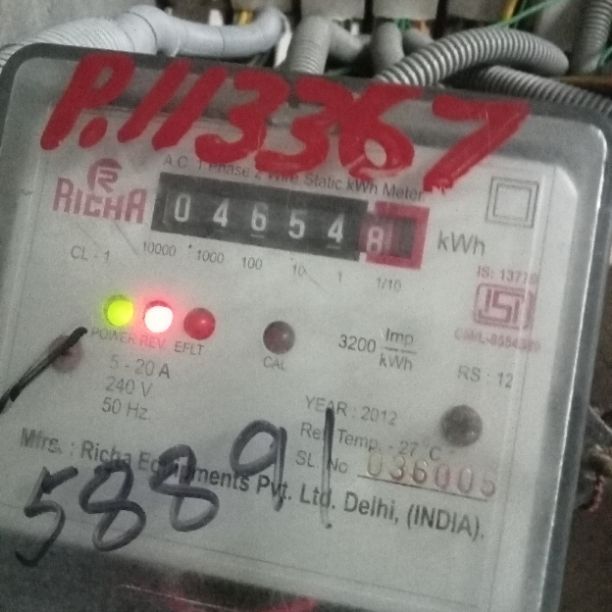 P.113367
A.C. 1 Phase 2 Wire Static kWh Meter
RICHA
0 4 6 5 4 8 kWh
CL - 1 10000 1000 100 10 1 1/10
IS: 13779
ISI
POWER REV. EFLT
CAL
3200 Imp/kWh
RS - 12
5 - 20 A
240 V
50 Hz.
YEAR : 2012
Ref Temp. - 27°C
SL. No 036005
Mfrs. : Richa Equipments Pvt. Ltd. Delhi, (INDIA).
58891